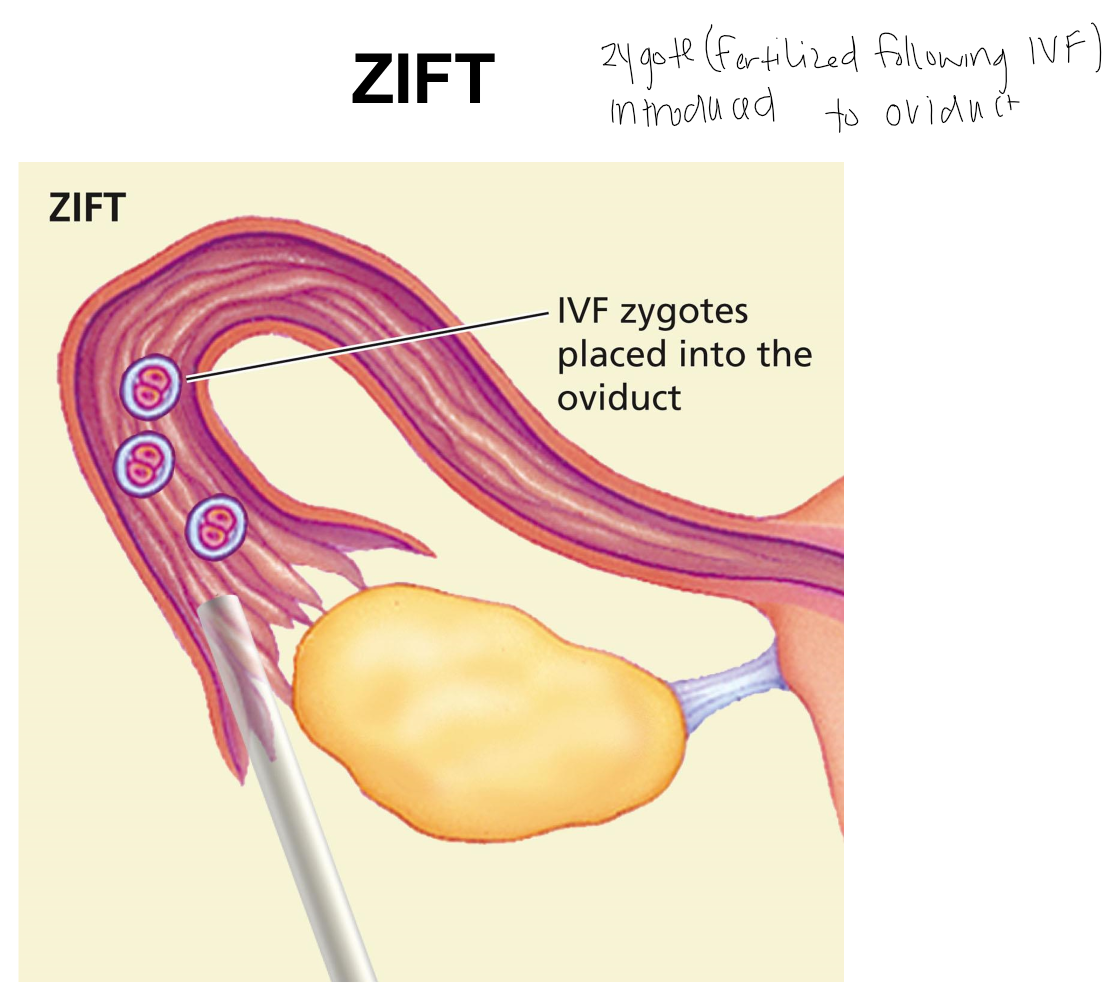 ZIFT
zygote (fertilized following IVF)
introduced to oviduct
ZIFT
IVF zygotes
placed into the
oviduct